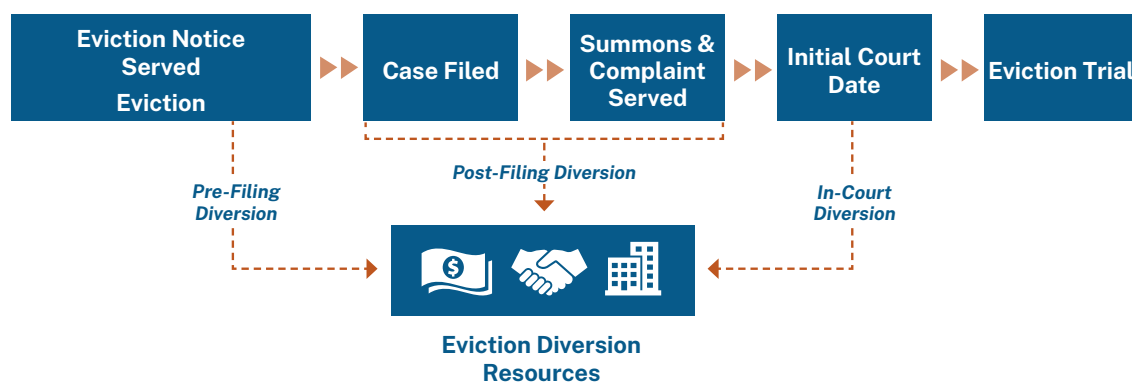 Eviction Notice
Served
Eviction
Case Filed
Summons &
Complaint
Served
Initial Court
Date
Eviction Trial
Pre-Filing
Diversion
Post-Filing Diversion
In-Court
Diversion
$
Eviction Diversion
Resources